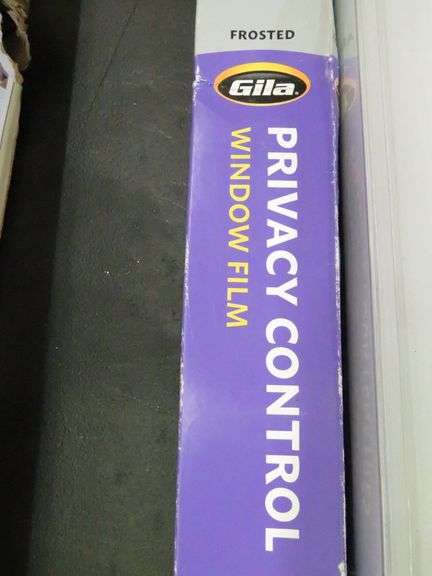 FROSTED
Gila
PRIVACY CONTROL
WINDOW FILM